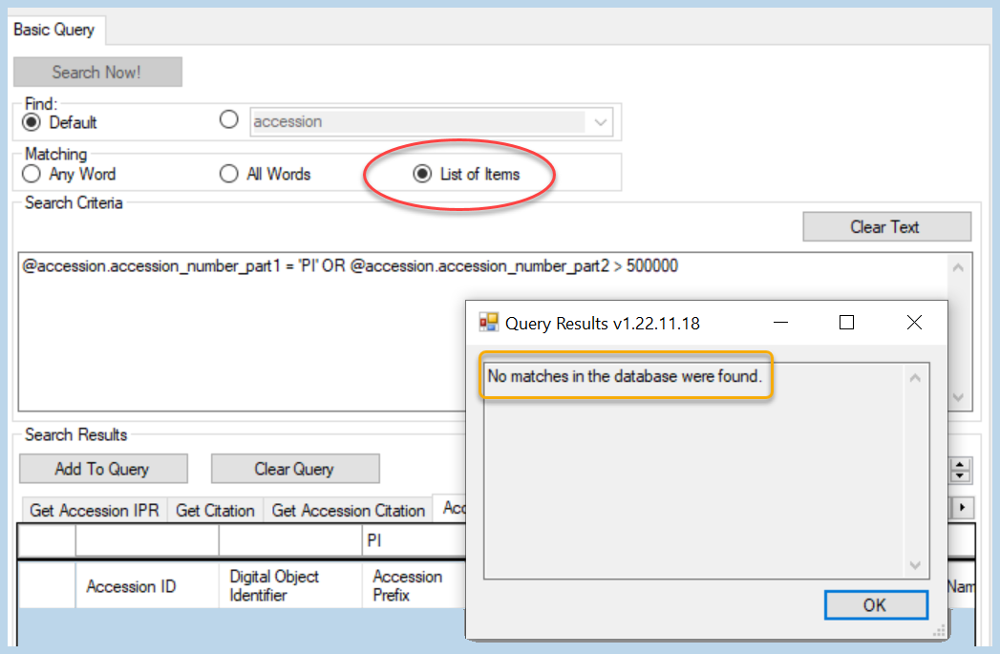 Basic Query
Search Now!
Find:
Default
accession
Matching
Any Word
All Words
List of Items
Search Criteria
Clear Text
@accession.accession_number_part1 = 'PI' OR @accession.accession_number_part2 > 500000
Query Results v1.22.11.18
No matches in the database were found.
OK
Search Results
Add To Query
Clear Query
Get Accession IPR
Get Citation
Get Accession Citation
Acc
PI
Accession ID
Digital Object
Identifier
Accession
Prefix
Nam